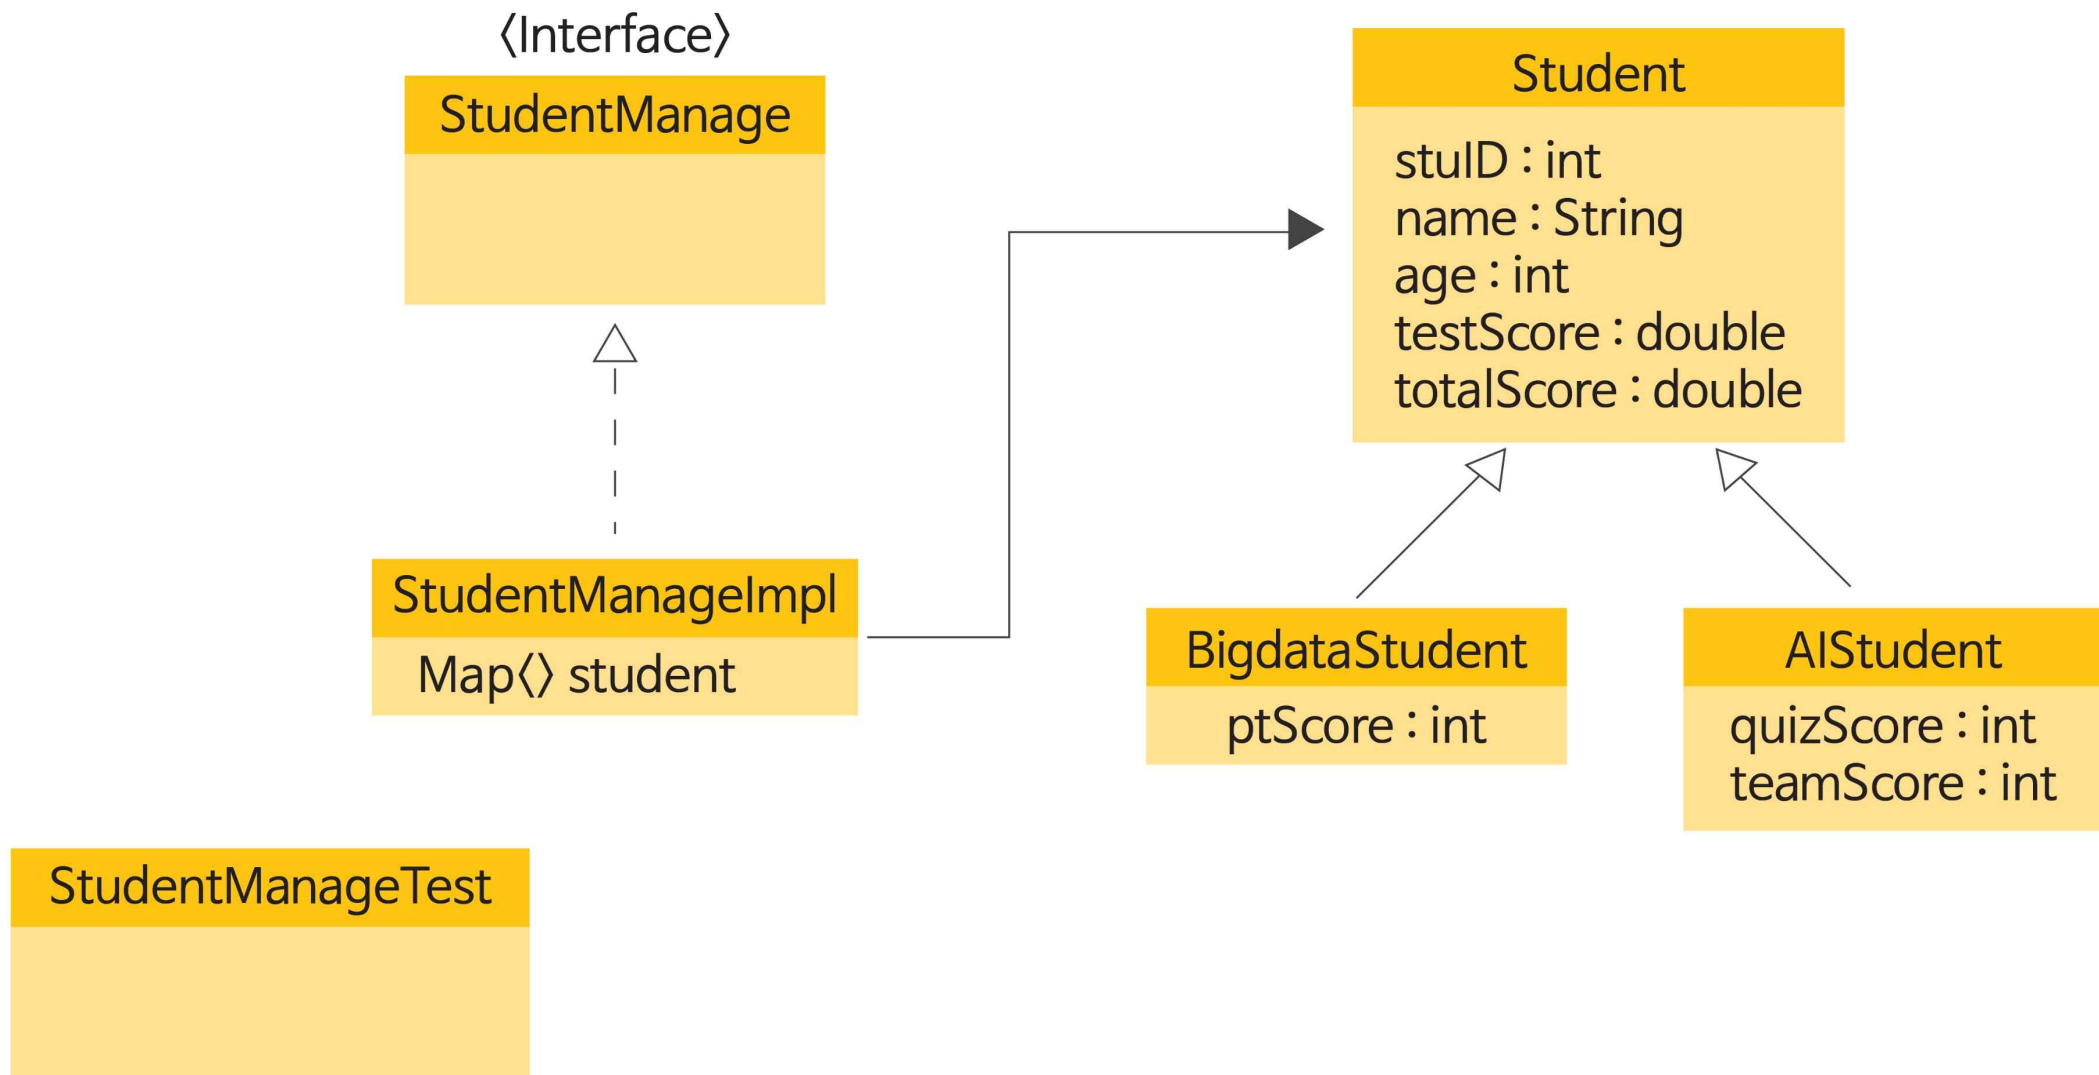 〈Interface〉
StudentManage
StudentManageImpl
Map〈〉 student
StudentManageTest
Student
stuID : int
name : String
age : int
testScore : double
totalScore : double
BigdataStudent
ptScore : int
AIStudent
quizScore : int
teamScore : int